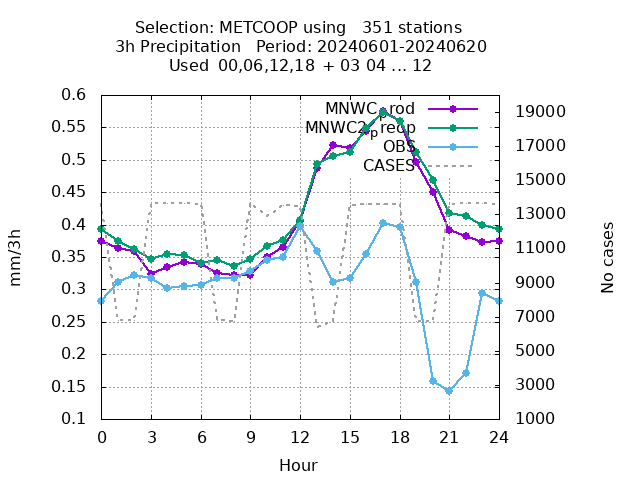 Selection: METCOOP using   351 stations
3h Precipitation   Period: 20240601-20240620
Used  00,06,12,18  + 03 04 ... 12
MNWC_prod
MNWC2_preop
OBS
CASES
mm/3h
0.6
0.55
0.5
0.45
0.4
0.35
0.3
0.25
0.2
0.15
0.1
19000
17000
15000
13000
11000
9000
7000
5000
3000
1000
No cases
0 3 6 9 12 15 18 21 24
Hour